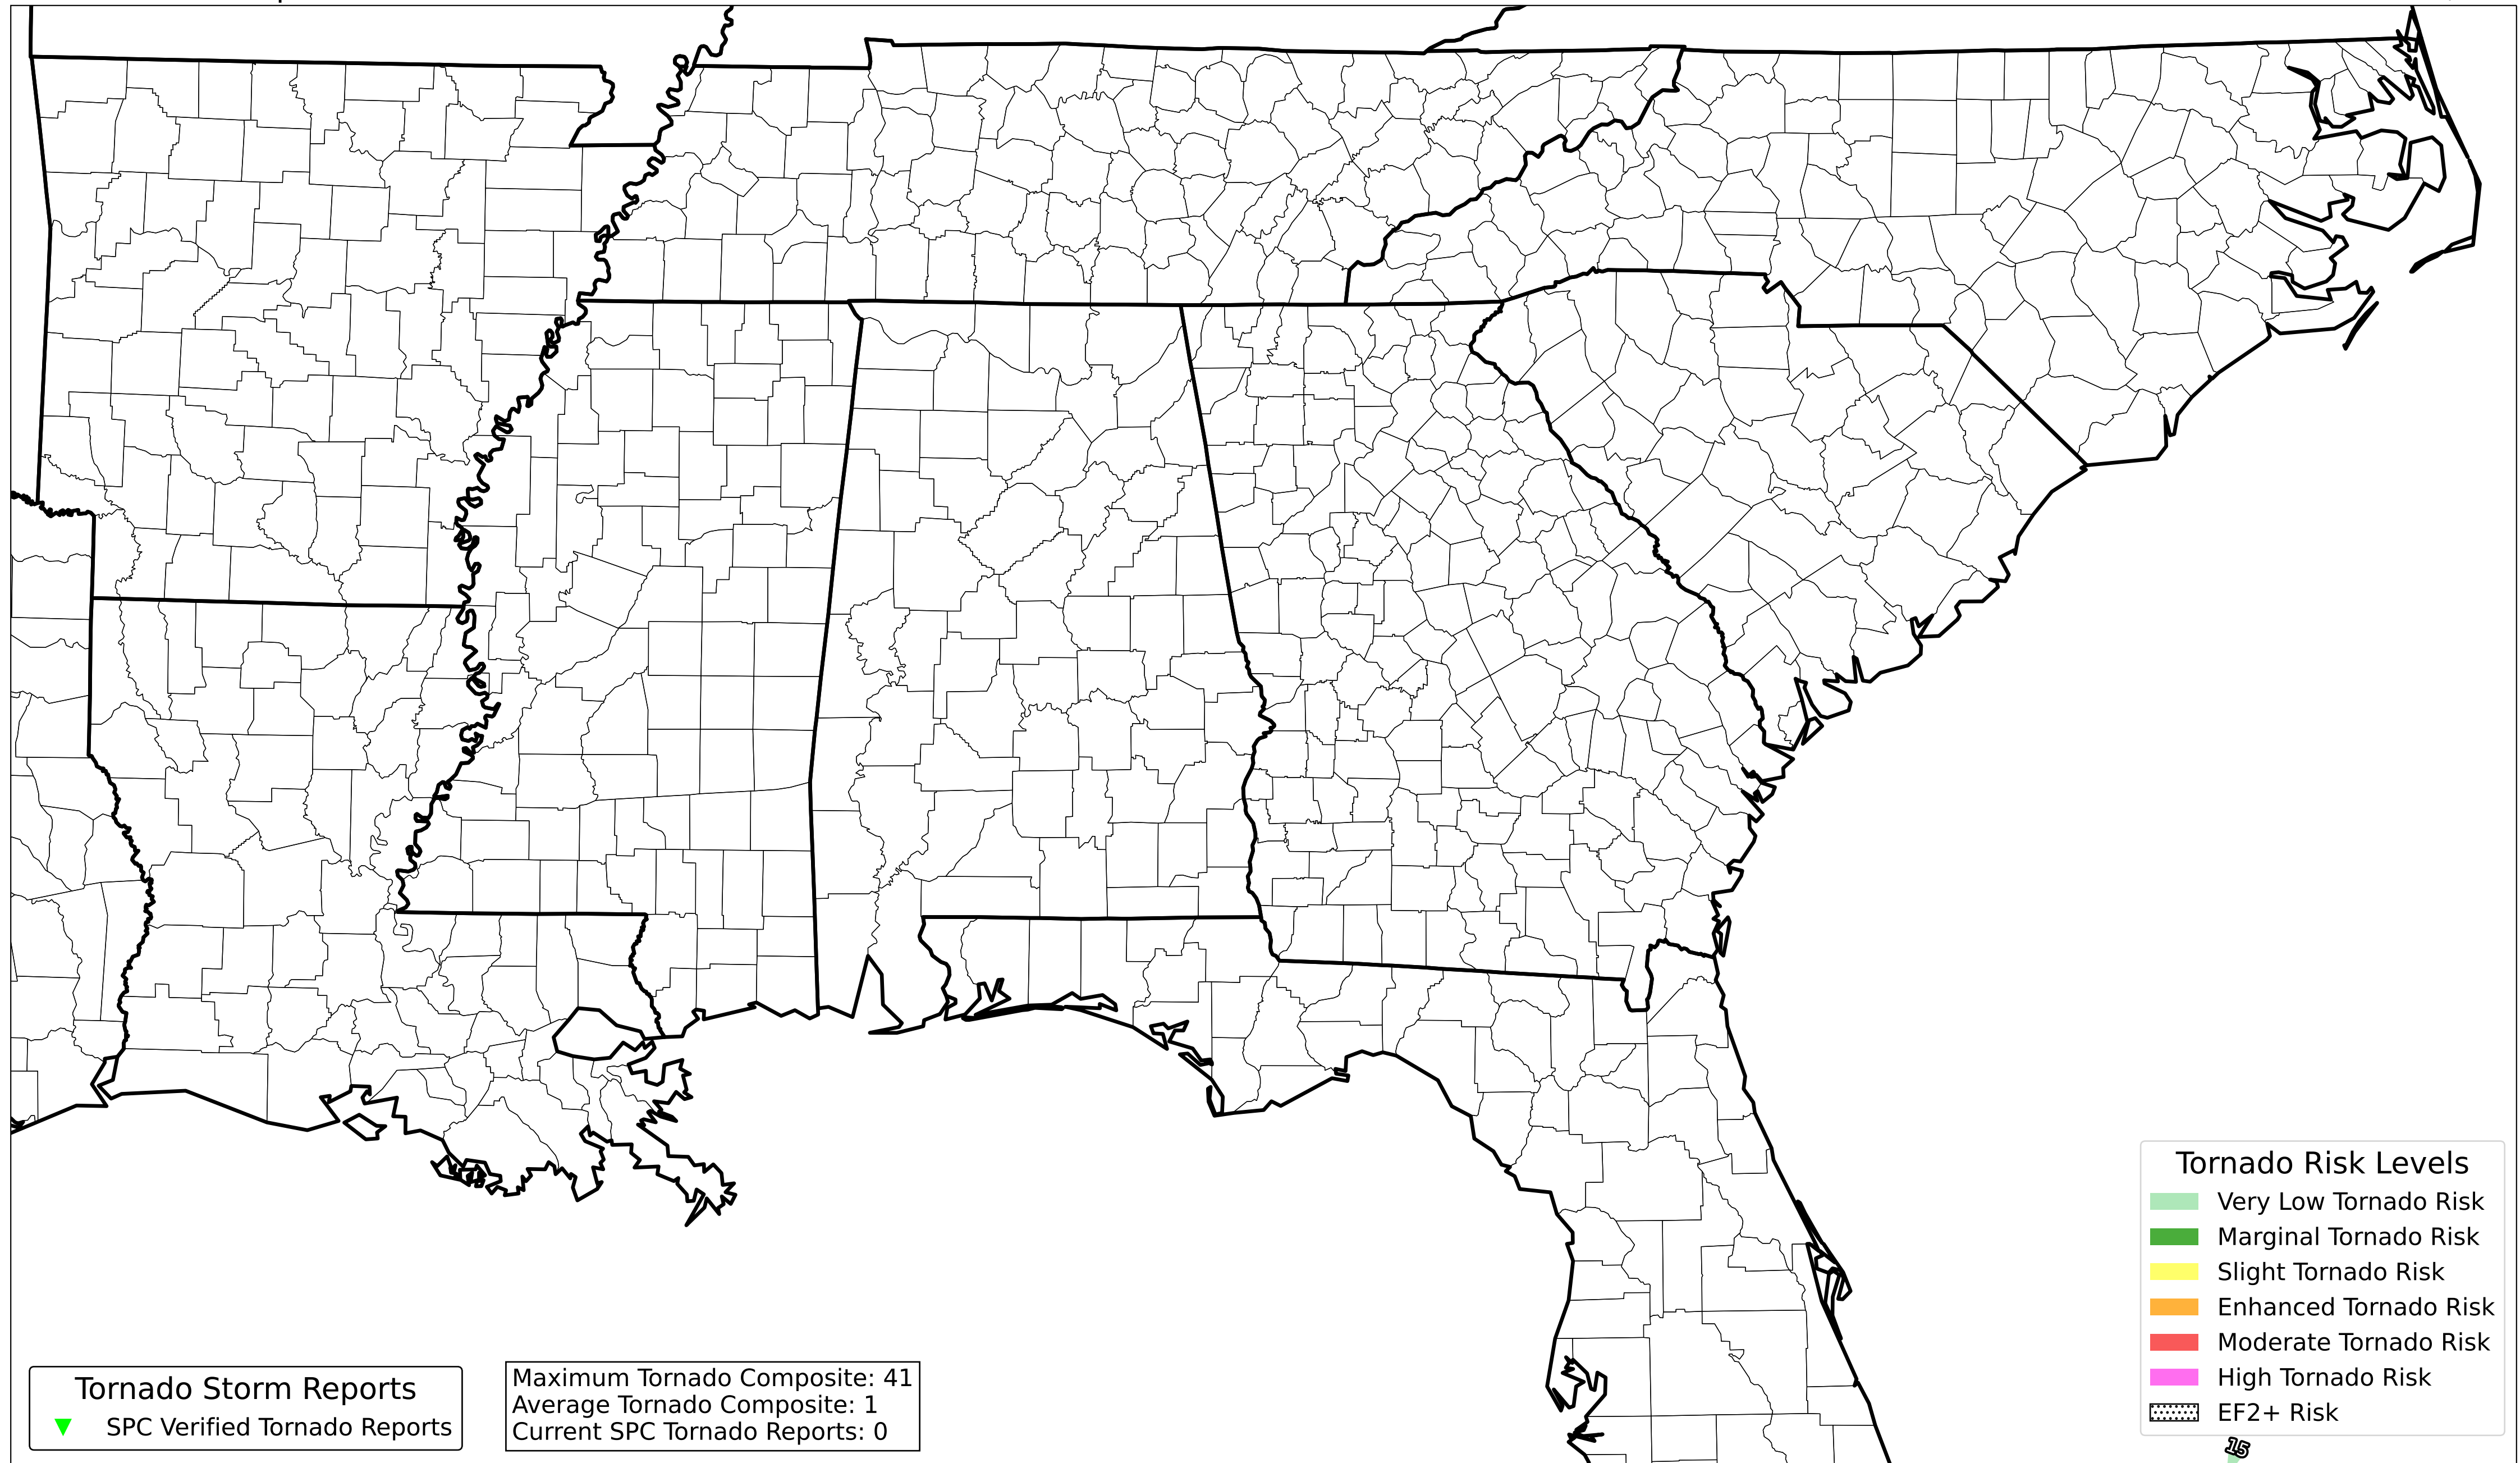 Tornado Risk Levels
Very Low Tornado Risk
Marginal Tornado Risk
Slight Tornado Risk
Enhanced Tornado Risk
Moderate Tornado Risk
High Tornado Risk
EF2+ Risk
15
Tornado Storm Reports
SPC Verified Tornado Reports
Maximum Tornado Composite: 41
Average Tornado Composite: 1
Current SPC Tornado Reports: 0